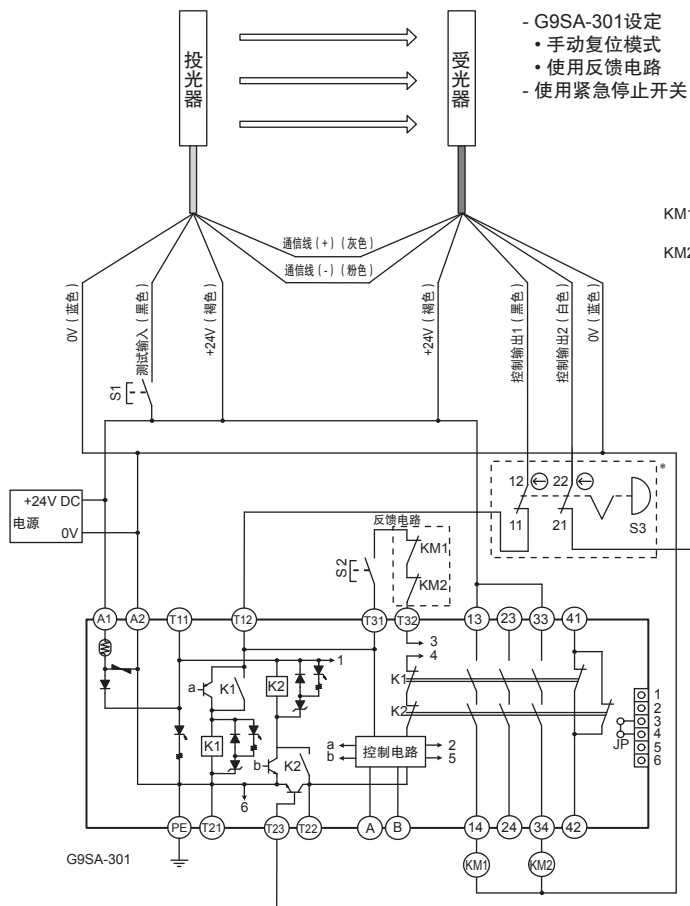 - G9SA-301设定
• 手动复位模式
• 使用反馈电路
- 使用紧急停止开关
投光器
受光器
KM1
KM2
通信线（+）（灰色）
通信线（-）（粉色）
0V（蓝色）
测试输入（黑色）
+24V（褐色）
+24V（褐色）
控制输出1（黑色）
控制输出2（白色）
0V（蓝色）
S1
+24V DC
电源
0V
12
22
*
11
21
S3
反馈电路
S2
KM1
KM2
A1
A2
T11
T12
T31
T32
13
23
33
41
3
4
1
a
K1
K2
K1
K2
K1
b
K2
a
b
控制电路
2
5
6
1
2
3
4
5
6
JP
PE
T21
T23
T22
A
B
14
24
34
42
G9SA-301
KM1
KM2